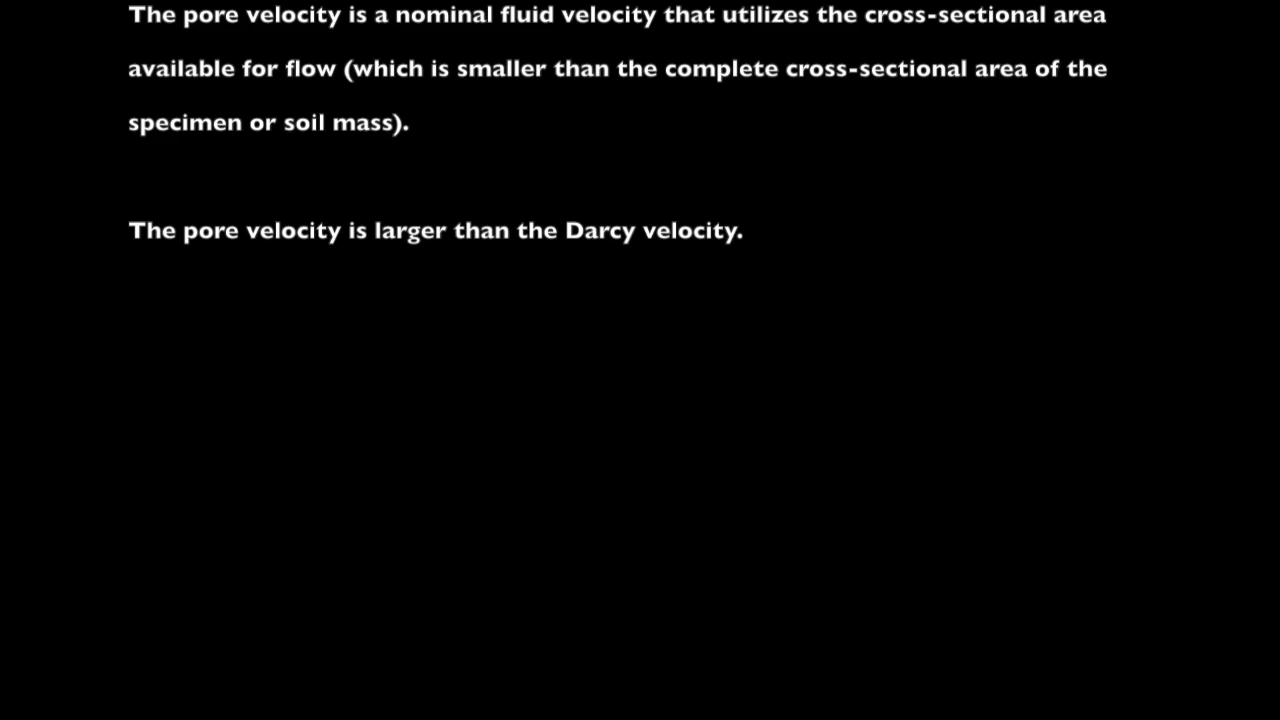 The pore velocity is a nominal fluid velocity that utilizes the cross-sectional area
available for flow (which is smaller than the complete cross-sectional area of the
specimen or soil mass).
The pore velocity is larger than the Darcy velocity.